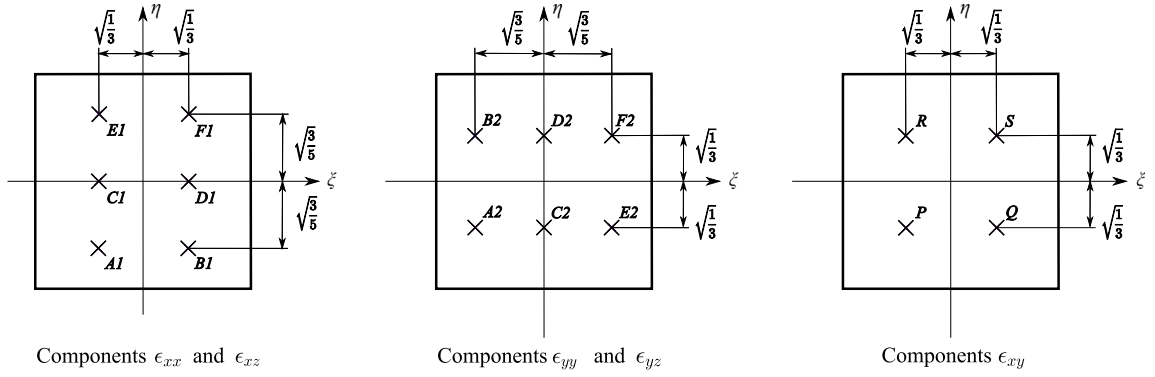 η
√1/3 √1/3
E1 F1
√3/5
ξ
C1 D1
√3/5
A1 B1
Components ϵxx and ϵxz
η
√3/5 √3/5
B2 D2 F2
√1/3
ξ
A2 C2 E2
√1/3
Components ϵyy and ϵyz
η
√1/3 √1/3
R S
√1/3
ξ
P Q
√1/3
Components ϵxy